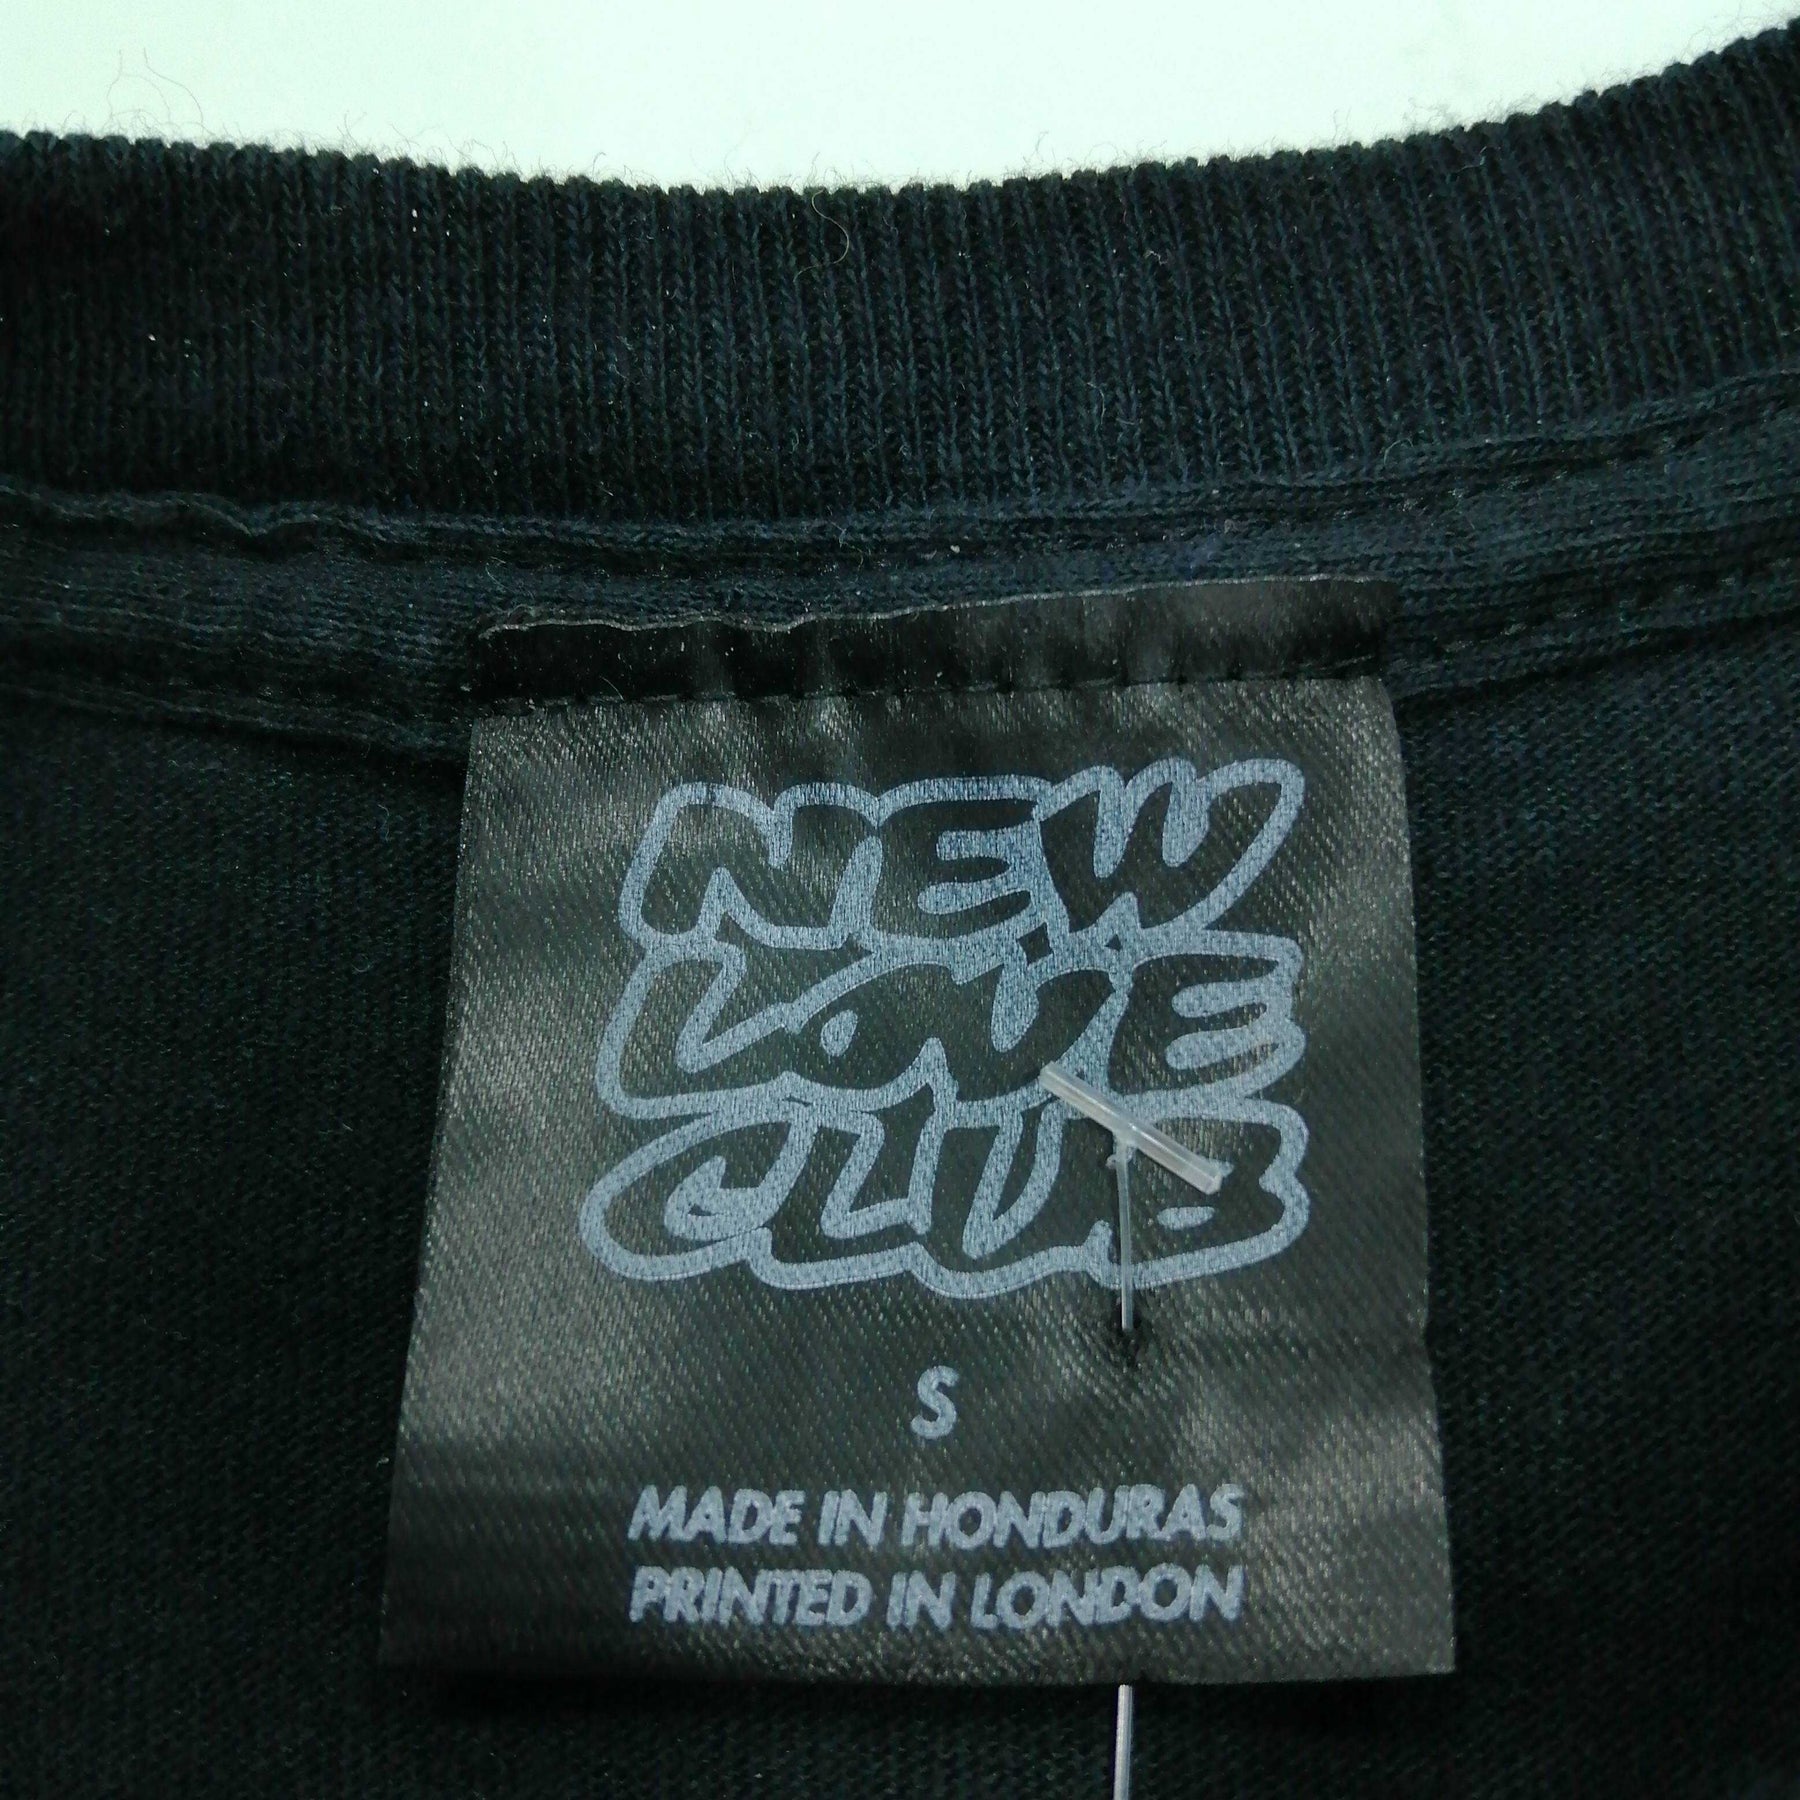 NEW
LOVE
CLUB
S
MADE IN HONDURAS
PRINTED IN LONDON